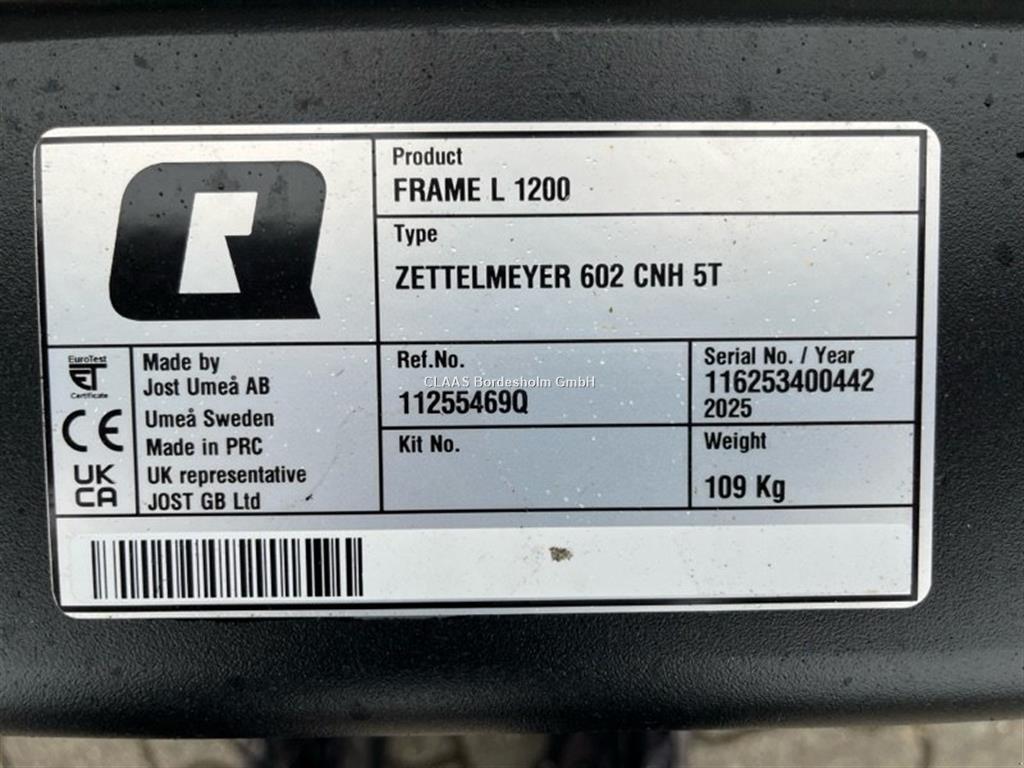 Product
FRAME L 1200
Type
ZETTELMEYER 602 CNH 5T
EuroTest
ET
Certificate
CE
UK
CA
Made by
Jost Umeå AB
Umeå Sweden
Made in PRC
UK representative
JOST GB Ltd
Ref.No.
CLAAS Bordesholm GmbH
11255469Q
Kit No.
Serial No. / Year
116253400442
2025
Weight
109 Kg